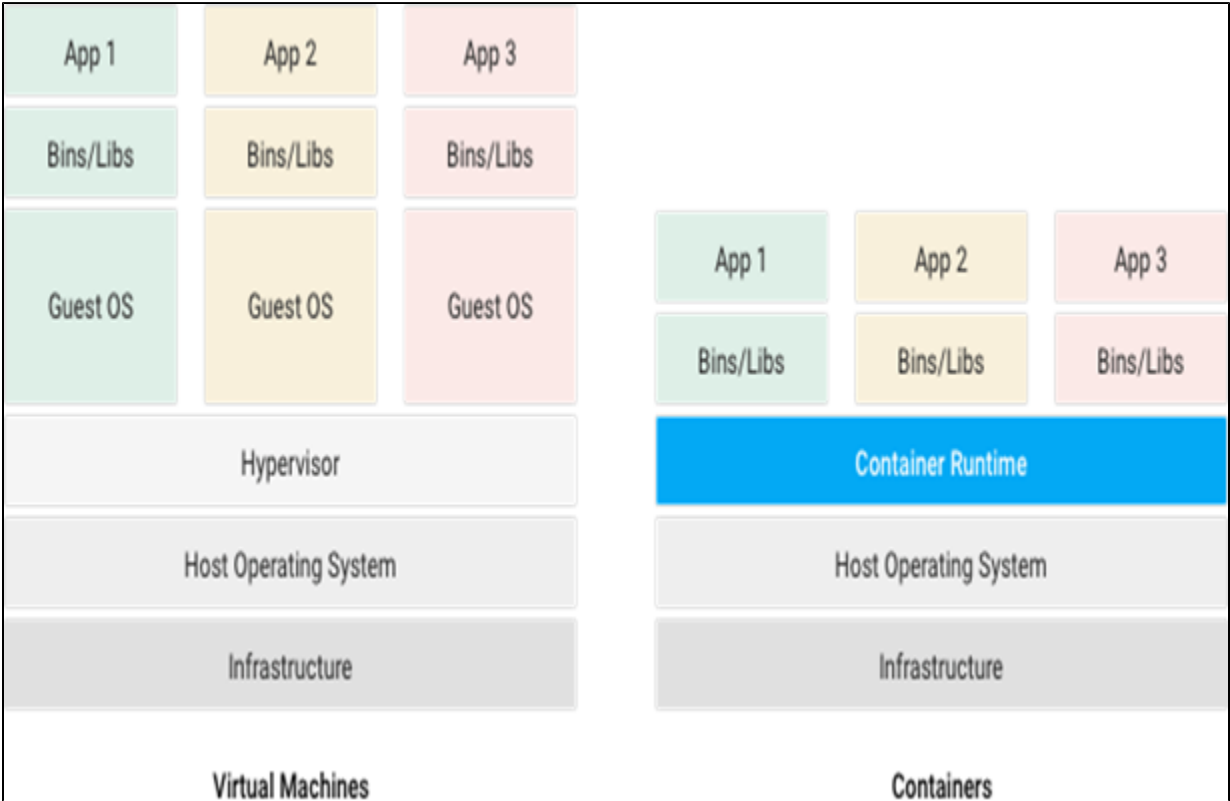 App 1
App 2
App 3
Bins/Libs
Bins/Libs
Bins/Libs
Guest OS
Guest OS
Guest OS
Hypervisor
Host Operating System
Infrastructure
Virtual Machines
App 1
App 2
App 3
Bins/Libs
Bins/Libs
Bins/Libs
Container Runtime
Host Operating System
Infrastructure
Containers